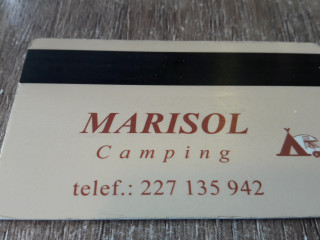 MARISOL
Camping
telef.: 227 135 942